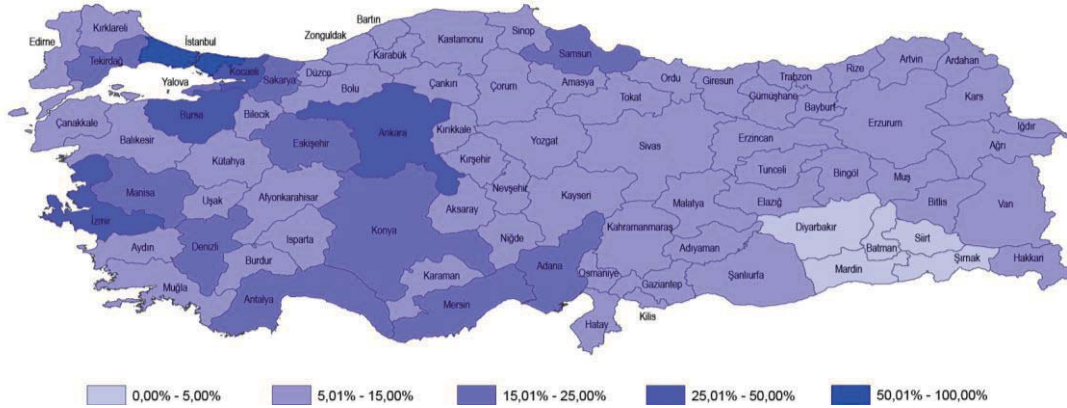 Bartın
Sinop
Kırklareli
Kastamonu
Edirne
İstanbul
Zonguldak
Karabük
Samsun
Artvin
Ardahan
Tekirdağ
Kocaeli
Sakarya
Düzce
Rize
Trabzon
Ordu
Giresun
Yalova
Bolu
Çankırı
Çorum
Amasya
Gümüşhane
Kars
Tokat
Bayburt
Bursa
Bilecik
Çanakkale
Ankara
Kırıkkale
Erzurum
Iğdır
Balıkesir
Eskişehir
Yozgat
Sivas
Erzincan
Ağrı
Kütahya
Kırşehir
Tunceli
Bingöl
Muş
Manisa
Uşak
Afyonkarahisar
Nevşehir
Kayseri
Malatya
Elazığ
Bitlis
Van
İzmir
Aksaray
Konya
Kahramanmaraş
Diyarbakır
Siirt
Aydın
Denizli
Isparta
Niğde
Adıyaman
Batman
Burdur
Adana
Mardin
Şırnak
Hakkari
Karaman
Osmaniye
Gaziantep
Şanlıurfa
Muğla
Antalya
Mersin
Kilis
Hatay
0,00% - 5,00%
5,01% - 15,00%
15,01% - 25,00%
25,01% - 50,00%
50,01% - 100,00%